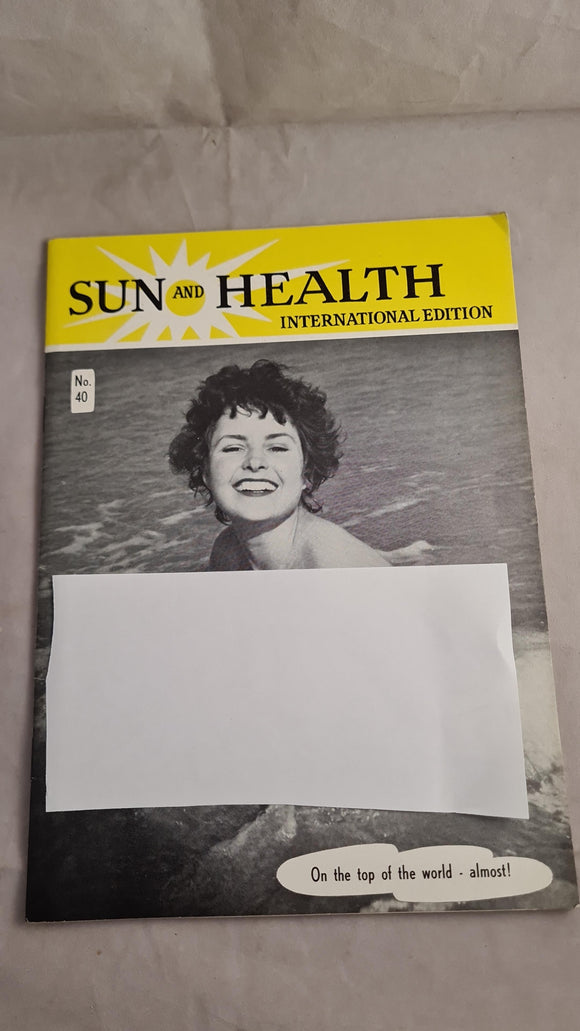 SUN AND HEALTH
INTERNATIONAL EDITION
No.
40
On the top of the world - almost!